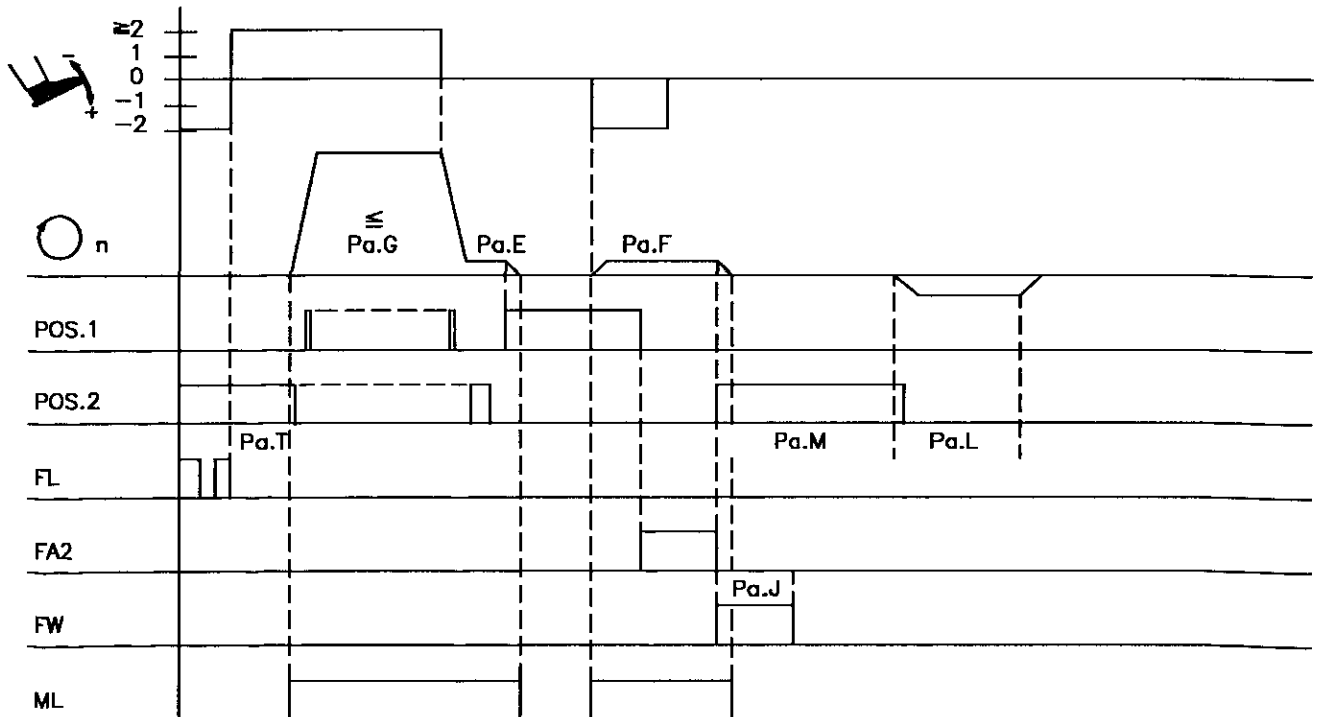 ≧2
1
0
-1
-2
-
+
n
≦
Pa.G
Pa.E
Pa.F
POS.1
POS.2
Pa.T
Pa.M
Pa.L
FL
FA2
Pa.J
FW
ML